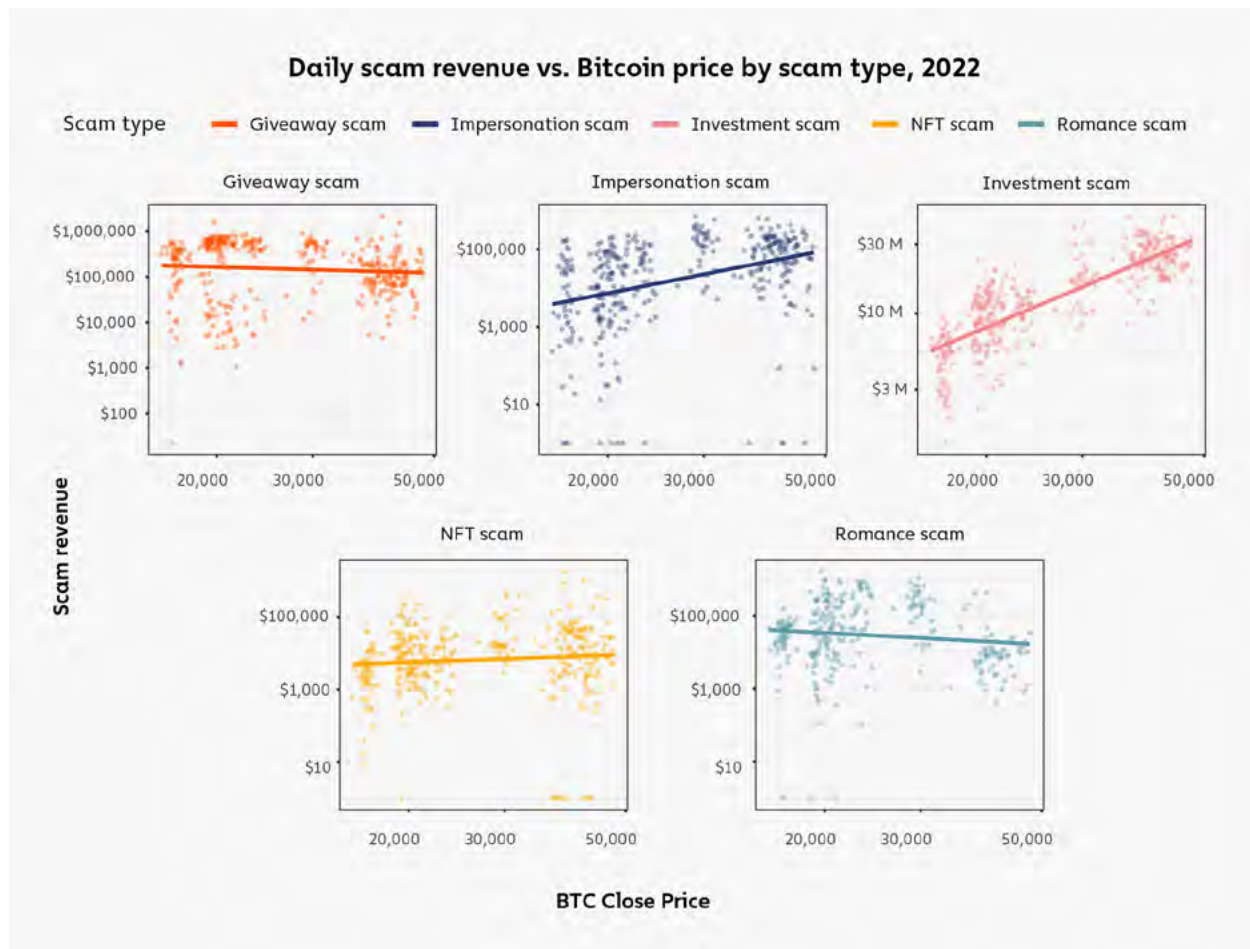 Daily scam revenue vs. Bitcoin price by scam type, 2022
Scam type Giveaway scam Impersonation scam Investment scam NFT scam Romance scam
Giveaway scam
$1,000,000
$100,000
$10,000
$1,000
$100
20,000 30,000 50,000
Impersonation scam
$100,000
$1,000
$10
20,000 30,000 50,000
Investment scam
$30 M
$10 M
$3 M
20,000 30,000 50,000
Scam revenue
NFT scam
$100,000
$1,000
$10
20,000 30,000 50,000
Romance scam
$100,000
$1,000
$10
20,000 30,000 50,000
BTC Close Price